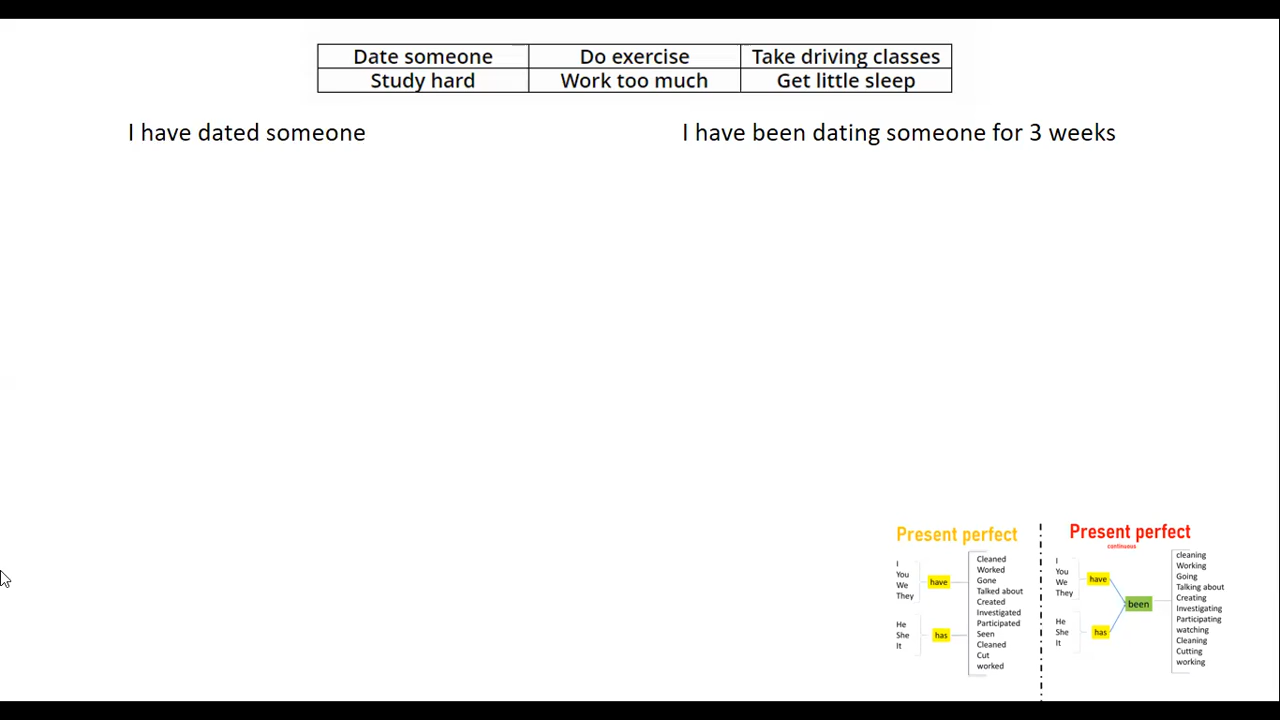 Date someone Do exercise Take driving classes
Study hard Work too much Get little sleep
I have dated someone
I have been dating someone for 3 weeks
Present perfect
I
You
We
They
have
He
She
It
has
Cleaned
Worked
Gone
Talked about
Created
Investigated
Participated
Seen
Cleaned
Cut
worked
Present perfect
continueus
I
You
We
They
have
He
She
It
has
been
cleaning
Working
Going
Talking about
Creating
Investigating
Participating
watching
Cleaning
Cutting
working